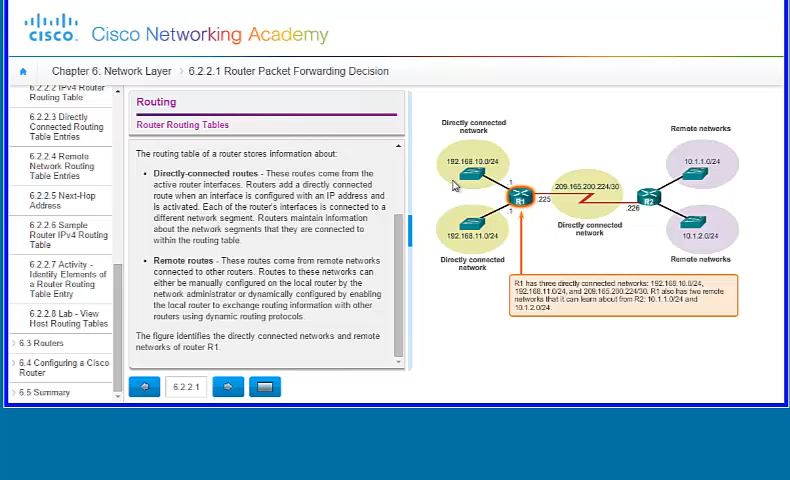 CISCO. Cisco Networking Academy
Chapter 6: Network Layer > 6.2.2.1 Router Packet Forwarding Decision
6.2.2.2 IPv4 Router
Routing Table
6.2.2.3 Directly
Connected Routing
Table Entries
6.2.2.4 Remote
Network Routing
Table Entries
6.2.2.5 Next-Hop
Address
6.2.2.6 Sample
Router IPv4 Routing
Table
6.2.2.7 Activity -
Identify Elements of
a Router Routing
Table Entry
6.2.2.8 Lab - View
Host Routing Tables
6.3 Routers
6.4 Configuring a Cisco
Router
6.5 Summary
Routing
Router Routing Tables
The routing table of a router stores information about:
• Directly-connected routes - These routes come from the
active router interfaces. Routers add a directly connected
route when an interface is configured with an IP address and
is activated. Each of the router's interfaces is connected to a
different network segment. Routers maintain information
about the network segments that they are connected to
within the routing table.
• Remote routes - These routes come from remote networks
connected to other routers. Routes to these networks can
either be manually configured on the local router by the
network administrator or dynamically configured by enabling
the local router to exchange routing information with other
routers using dynamic routing protocols.
The figure identifies the directly connected networks and remote
networks of router R1.
6.2.2.1
Directly connected
network
192.168.10.0/24
.1
R1
.1
192.168.11.0/24
Directly connected
network
209.165.200.224/30
.225
.226
Directly connected
network
R2
Remote networks
10.1.1.0/24
10.1.2.0/24
Remote networks
R1 has three directly connected networks: 192.168.10.0/24,
192.168.11.0/24, and 209.165.200.224/30. R1 also has two remote
networks that it can learn about from R2: 10.1.1.0/24 and
10.1.2.0/24.